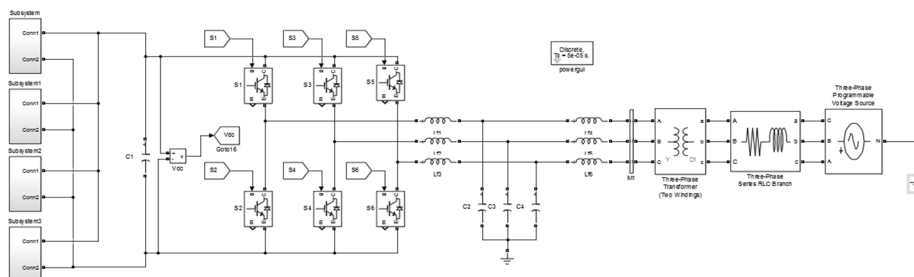 Subsystem
Conn1
Conn2
Subsystem1
Conn1
Conn2
Subsystem2
Conn1
Conn2
Subsystem3
Conn1
Conn2
C1
Vdc
Vdc
Goto16
S1
S3
S5
S1
S3
S5
S2
S4
S6
S2
S4
S6
Lf3
C2
C3
C4
Discrete,
Ts = 5e-05 s.
powergui
A
B
C
a
b
c
Three-Phase
Transformer
(Two Windings)
A
B
C
a
b
c
Three-Phase
Series RLC Branch
Three-Phase
Programmable
Voltage Source
C
B
A
N